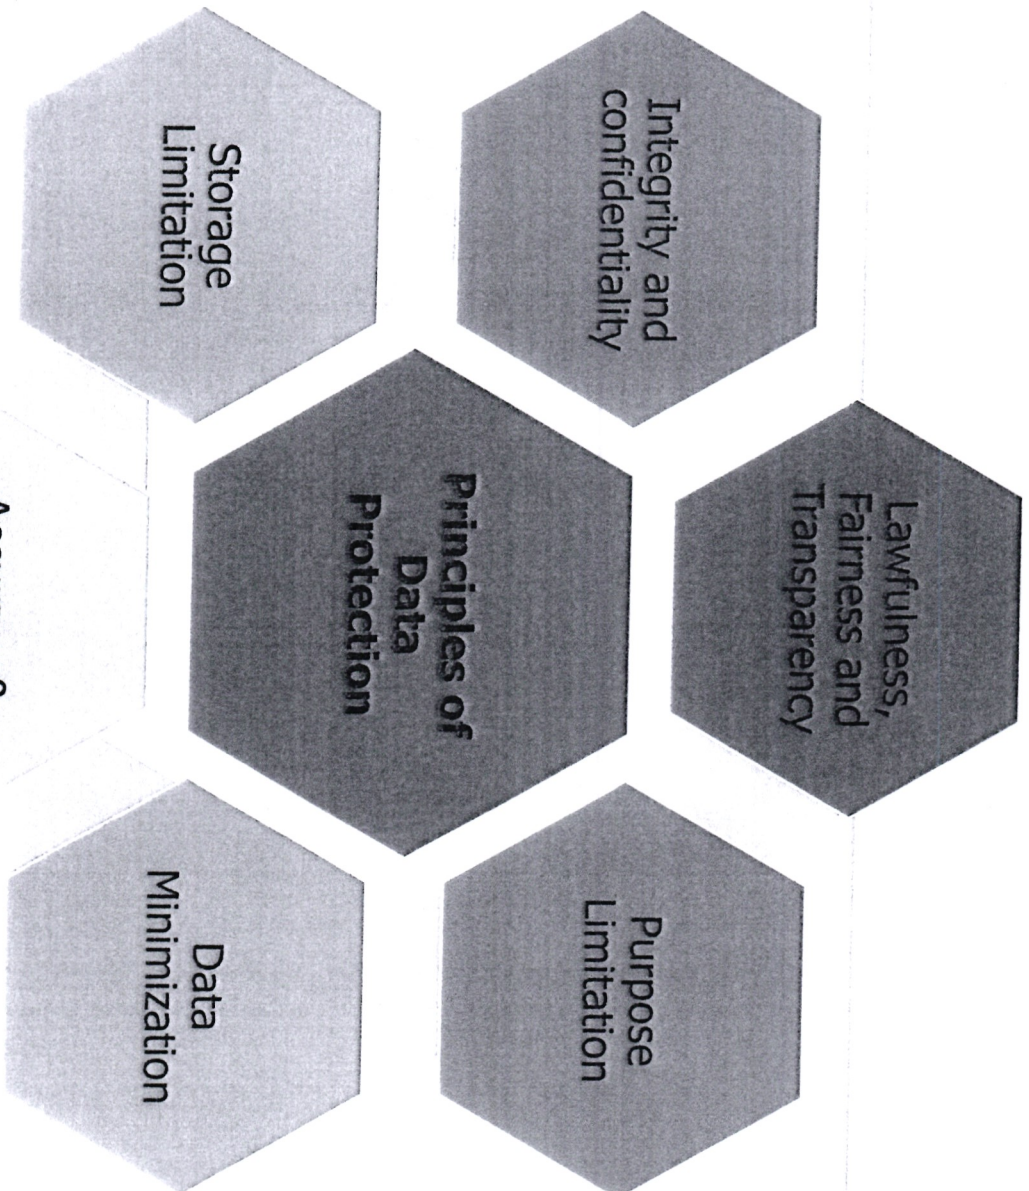 Lawfulness,
Fairness and
Transparency
Integrity and
confidentiality
Purpose
Limitation
Principles of
Data
Protection
Storage
Limitation
Data
Minimization